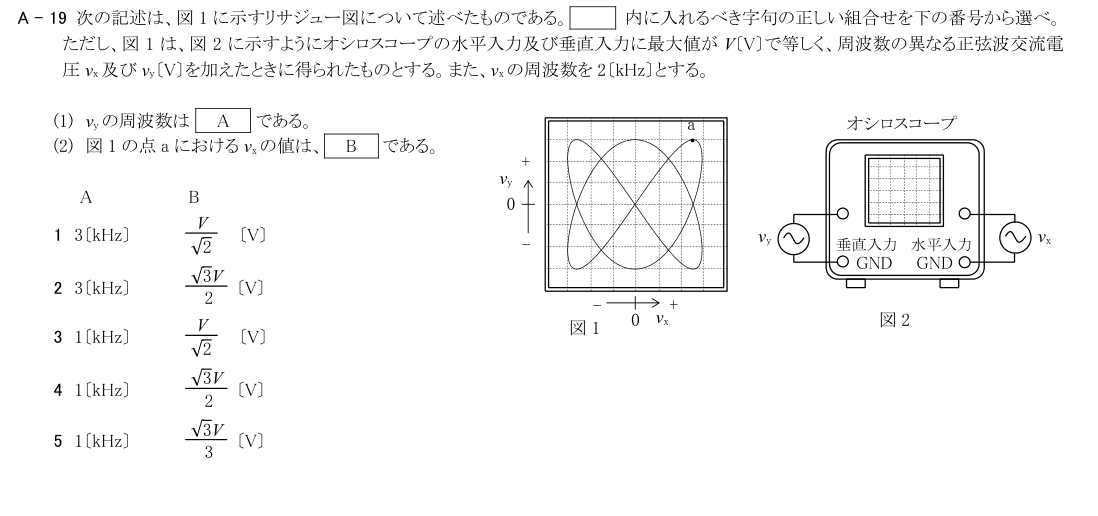 A－19 次の記述は、図1に示すリサジュー図について述べたものである。 内に入れるべき字句の正しい組合せを下の番号から選べ。
ただし、図1は、図2に示すようにオシロスコープの水平入力及び垂直入力に最大値が V〔V〕で等しく、周波数の異なる正弦波交流電
圧 vx 及び vy〔V〕を加えたときに得られたものとする。また、vx の周波数を2〔kHz〕とする。
(1) vy の周波数は A である。
(2) 図1の点aにおける vx の値は、 B である。
A B
1 3〔kHz〕 V/√2 〔V〕
2 3〔kHz〕 √3V/2 〔V〕
3 1〔kHz〕 V/√2 〔V〕
4 1〔kHz〕 √3V/2 〔V〕
5 1〔kHz〕 √3V/3 〔V〕
a
＋
vy
0
－
－ ＋
0 vx
図1
オシロスコープ
vy vx
垂直入力 水平入力
GND GND
図2